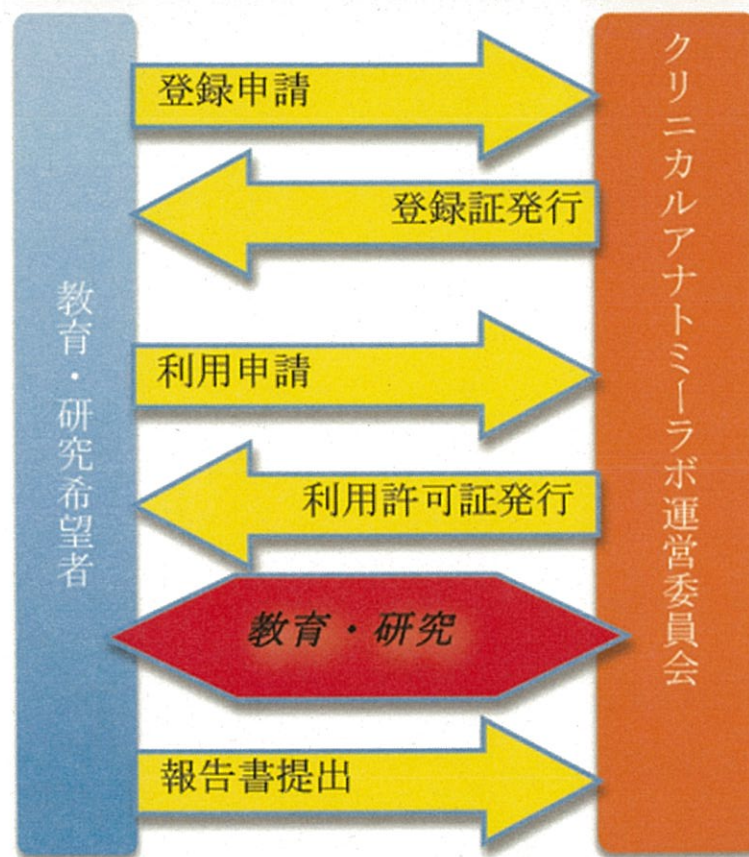 教育・研究希望者
登録申請
登録証発行
利用申請
利用許可証発行
教育・研究
報告書提出
クリニカルアナトミーラボ運営委員会